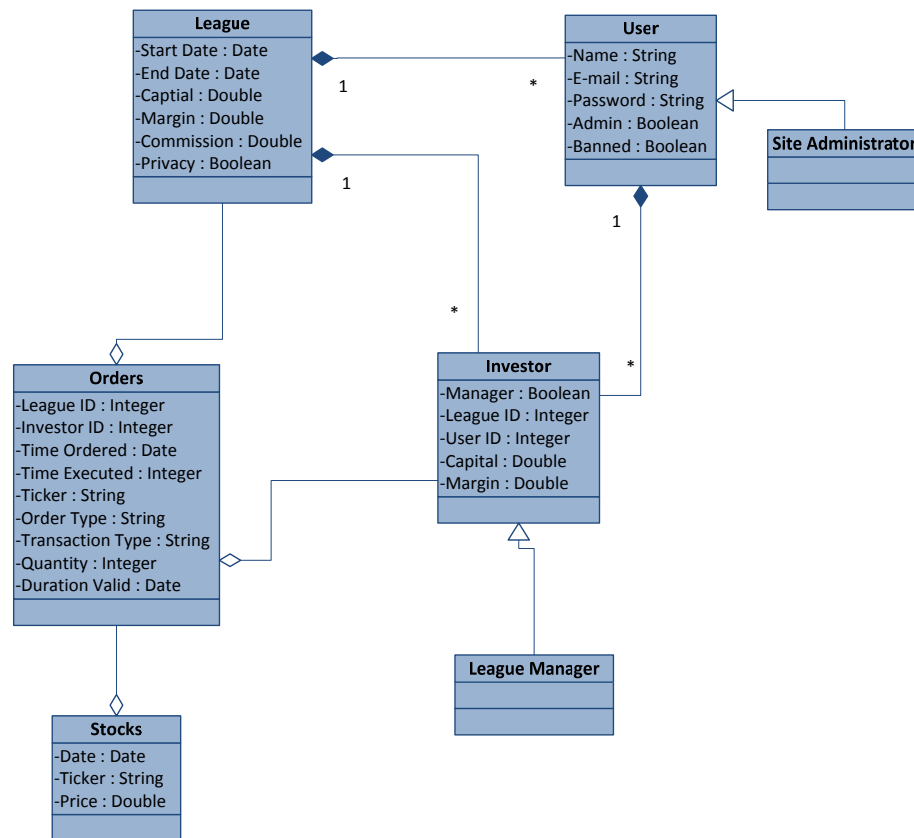 League
-Start Date : Date
-End Date : Date
-Captial : Double
-Margin : Double
-Commission : Double
-Privacy : Boolean
1
*
1
*
User
-Name : String
-E-mail : String
-Password : String
-Admin : Boolean
-Banned : Boolean
1
*
Site Administrator
Orders
-League ID : Integer
-Investor ID : Integer
-Time Ordered : Date
-Time Executed : Integer
-Ticker : String
-Order Type : String
-Transaction Type : String
-Quantity : Integer
-Duration Valid : Date
Investor
-Manager : Boolean
-League ID : Integer
-User ID : Integer
-Capital : Double
-Margin : Double
League Manager
Stocks
-Date : Date
-Ticker : String
-Price : Double